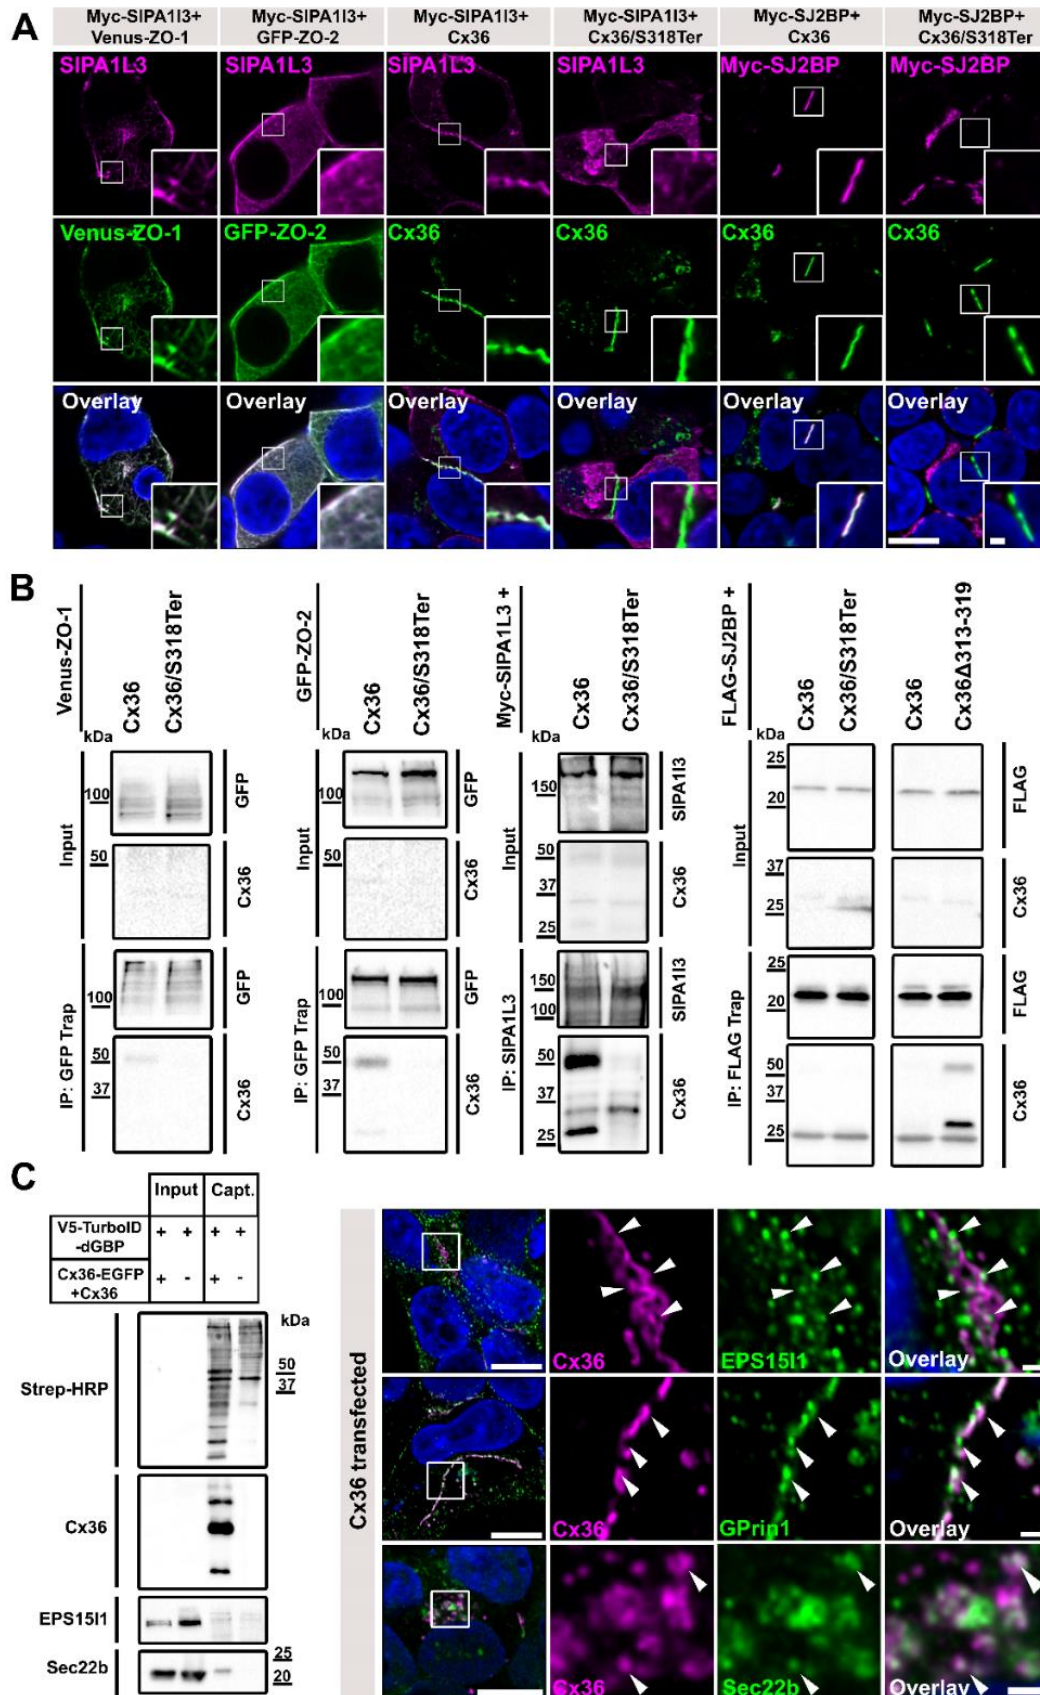 A
Myc-SIPA1l3+
Venus-ZO-1
Myc-SIPA1l3+
GFP-ZO-2
Myc-SIPA1l3+
Cx36
Myc-SIPA1l3+
Cx36/S318Ter
Myc-SJ2BP+
Cx36
Myc-SJ2BP+
Cx36/S318Ter
SIPA1L3 SIPA1L3 SIPA1L3 SIPA1L3 Myc-SJ2BP Myc-SJ2BP
Venus-ZO-1 GFP-ZO-2 Cx36 Cx36 Cx36 Cx36
Overlay Overlay Overlay Overlay Overlay Overlay
B
Venus-ZO-1
Cx36
Cx36/S318Ter
kDa
Input
100
GFP
50
Cx36
IP: GFP Trap
100
GFP
50
37
Cx36
GFP-ZO-2
Cx36
Cx36/S318Ter
kDa
Input
100
GFP
50
Cx36
IP: GFP Trap
100
GFP
50
37
Cx36
Myc-SIPA1L3 +
Cx36
Cx36/S318Ter
kDa
Input
150
SIPA1l3
50
37
25
Cx36
IP: SIPA1L3
150
100
SIPA1l3
50
37
25
Cx36
FLAG-SJ2BP +
Cx36
Cx36/S318Ter
Cx36
Cx36Δ313-319
kDa
Input
25
20
FLAG
37
25
Cx36
IP: FLAG Trap
25
20
FLAG
50
37
25
Cx36
C
Input Capt.
V5-TurboID
-dGBP
+ + + +
Cx36-EGFP
+Cx36
+ - + -
kDa
Strep-HRP
50
37
Cx36
EPS15l1
Sec22b
25
20
Cx36 transfected
Cx36 EPS15l1 Overlay
Cx36 GPrin1 Overlay
Cx36 Sec22b Overlay